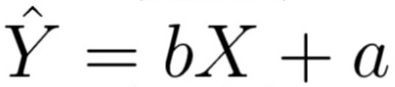 Ŷ = bX + a